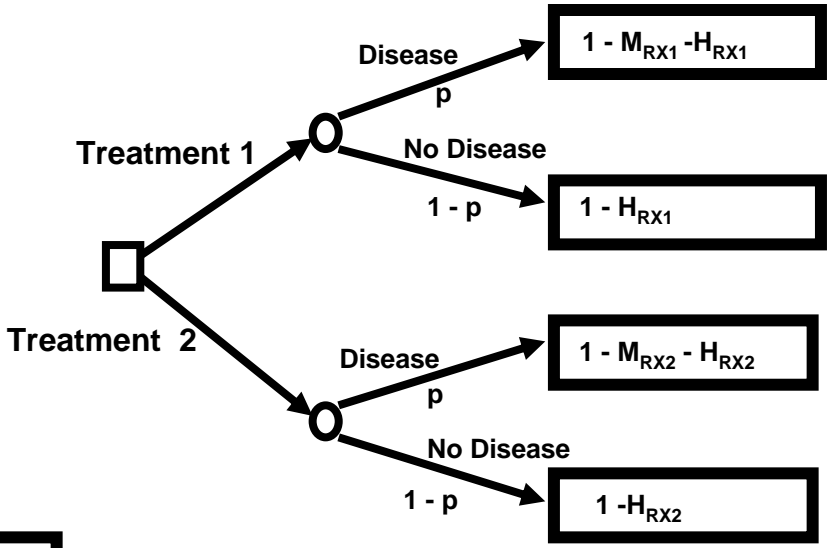 Disease
1 - M_RX1 -H_RX1
p
Treatment 1
No Disease
1 - p
1 - H_RX1
Treatment 2
Disease
1 - M_RX2 - H_RX2
p
No Disease
1 - p
1 -H_RX2